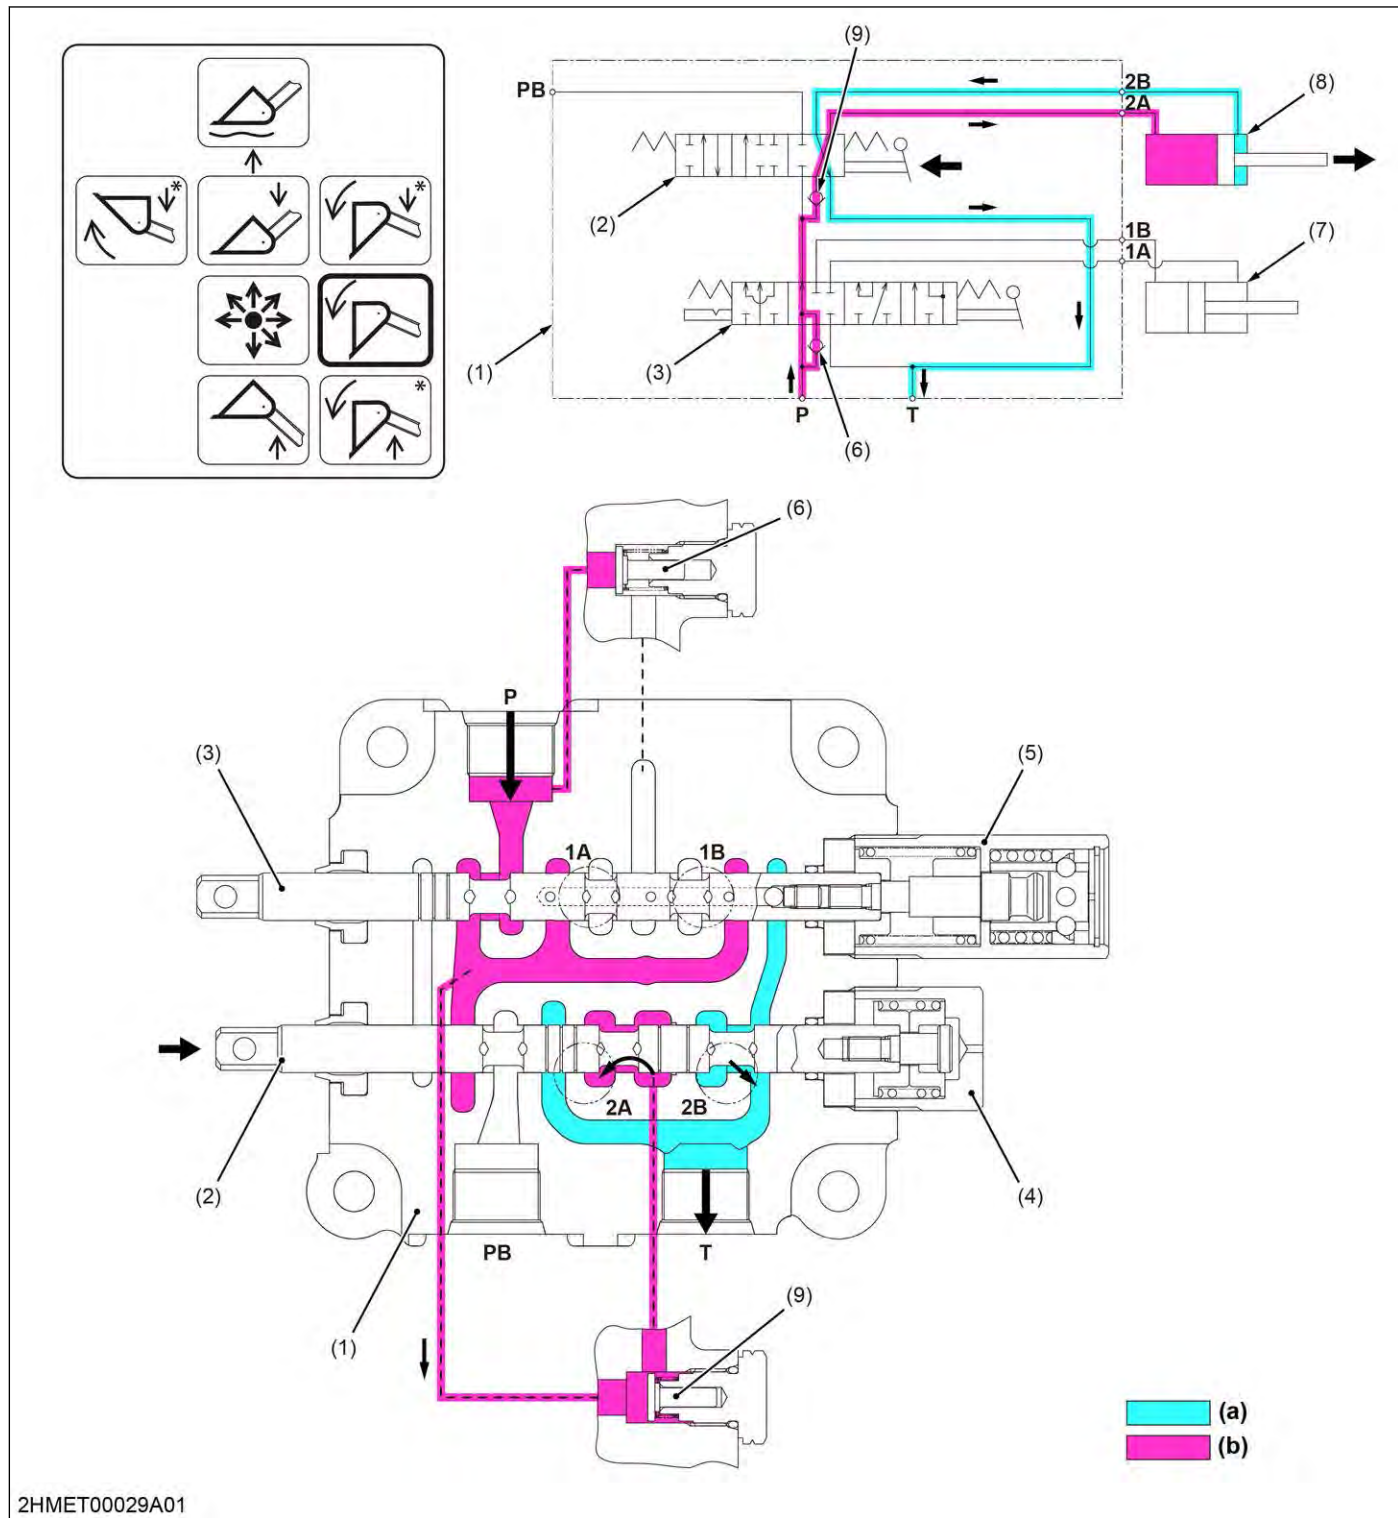 *
*
*
(9)
PB
2B
2A
(8)
(2)
1B
1A
(7)
(1)
(3)
P
T
(6)
(6)
P
(3)
(5)
1A
1B
2A
2B
(2)
(4)
PB
T
(1)
(9)
(a)
(b)
2HMET00029A01